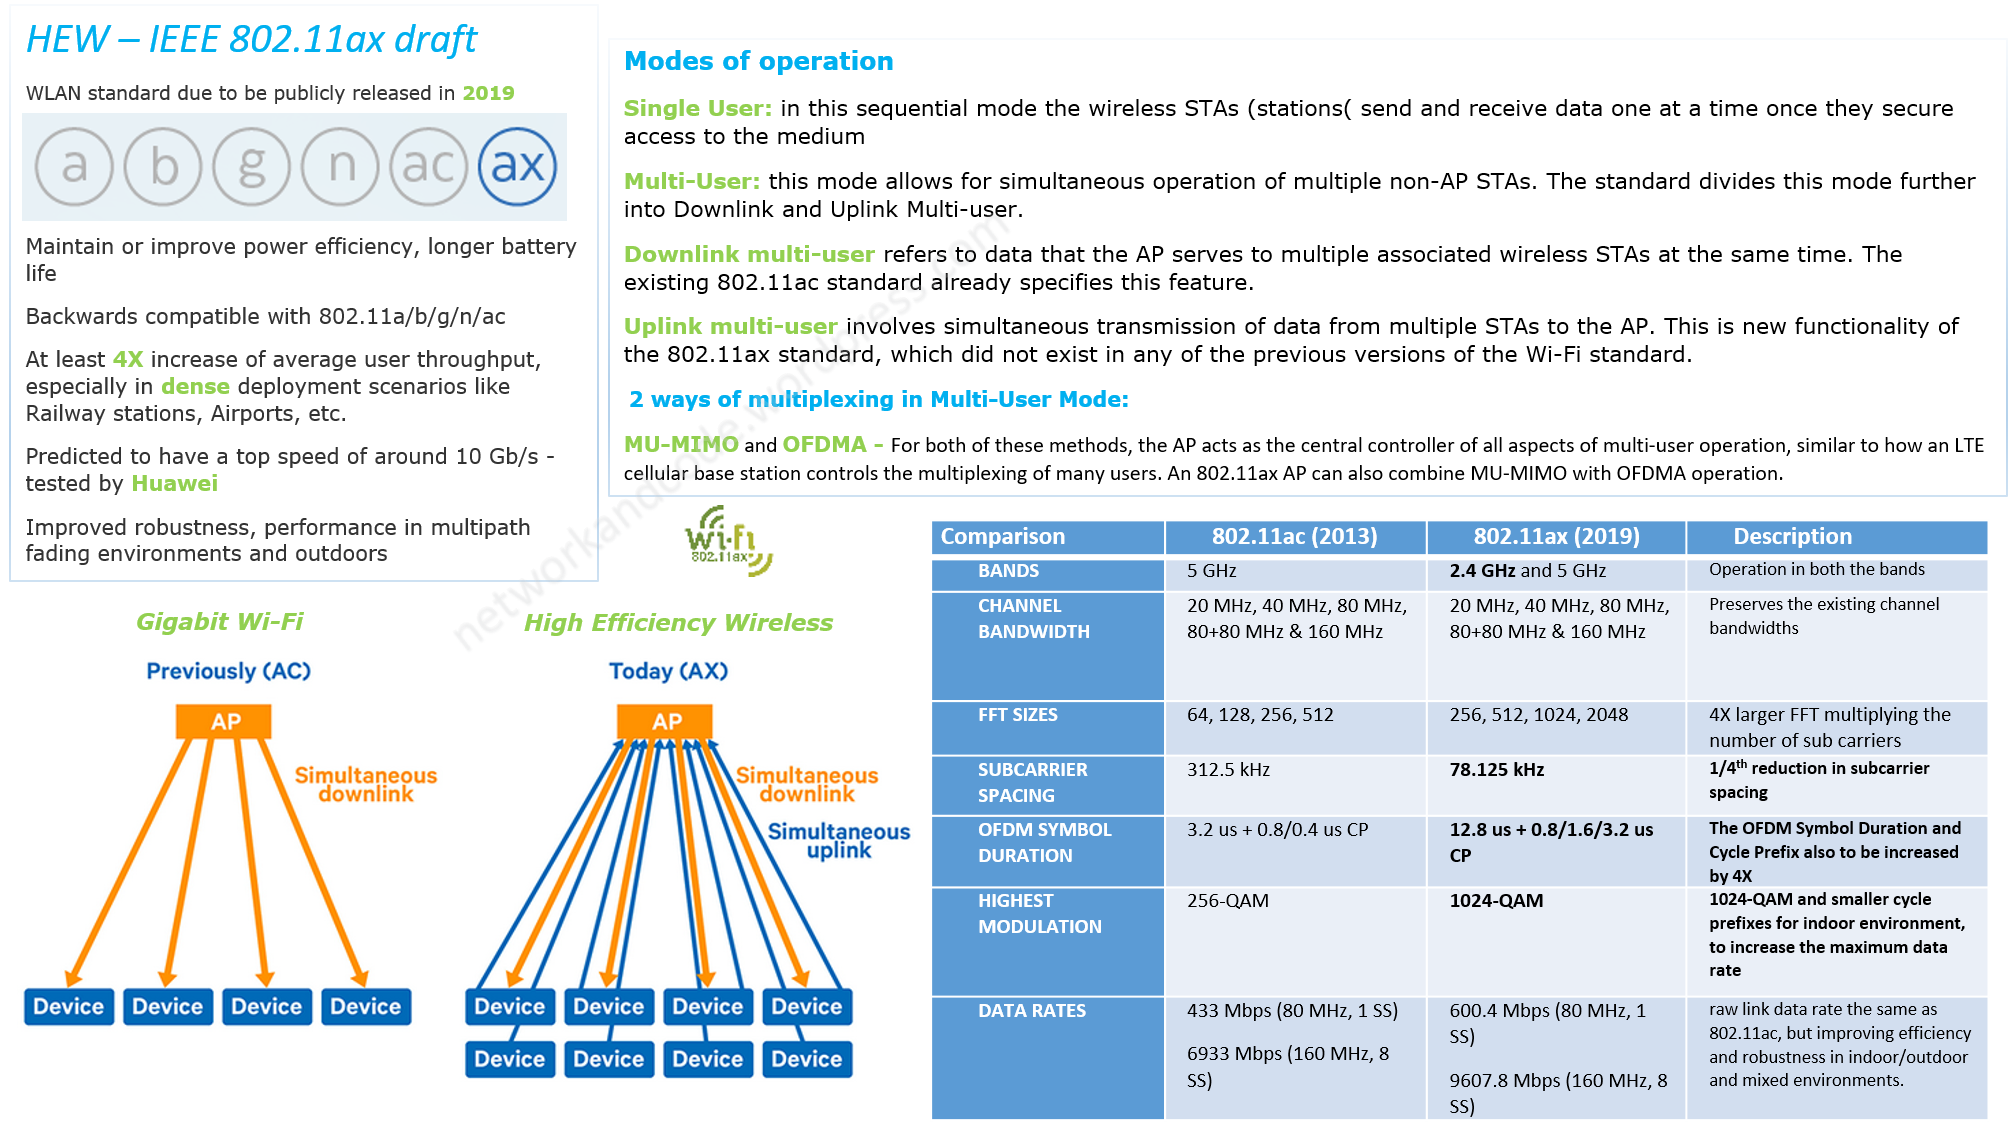 HEW – IEEE 802.11ax draft
WLAN standard due to be publicly released in 2019
a b g n ac ax
Maintain or improve power efficiency, longer battery
life
Backwards compatible with 802.11a/b/g/n/ac
At least 4X increase of average user throughput,
especially in dense deployment scenarios like
Railway stations, Airports, etc.
Predicted to have a top speed of around 10 Gb/s -
tested by Huawei
Improved robustness, performance in multipath
fading environments and outdoors
Modes of operation
Single User: in this sequential mode the wireless STAs (stations( send and receive data one at a time once they secure
access to the medium
Multi-User: this mode allows for simultaneous operation of multiple non-AP STAs. The standard divides this mode further
into Downlink and Uplink Multi-user.
Downlink multi-user refers to data that the AP serves to multiple associated wireless STAs at the same time. The
existing 802.11ac standard already specifies this feature.
Uplink multi-user involves simultaneous transmission of data from multiple STAs to the AP. This is new functionality of
the 802.11ax standard, which did not exist in any of the previous versions of the Wi-Fi standard.
2 ways of multiplexing in Multi-User Mode:
MU-MIMO and OFDMA - For both of these methods, the AP acts as the central controller of all aspects of multi-user operation, similar to how an LTE
cellular base station controls the multiplexing of many users. An 802.11ax AP can also combine MU-MIMO with OFDMA operation.
networkandcode.wordpress.com
wi-fi
802.11ax
Gigabit Wi-Fi
Previously (AC)
AP
Simultaneous
downlink
Device Device Device Device
High Efficiency Wireless
Today (AX)
AP
Simultaneous
downlink
Simultaneous
uplink
Device Device Device Device
Device Device Device Device
Comparison 802.11ac (2013) 802.11ax (2019) Description
BANDS 5 GHz 2.4 GHz and 5 GHz Operation in both the bands
CHANNEL 20 MHz, 40 MHz, 80 MHz, 20 MHz, 40 MHz, 80 MHz, Preserves the existing channel
BANDWIDTH 80+80 MHz & 160 MHz 80+80 MHz & 160 MHz bandwidths
FFT SIZES 64, 128, 256, 512 256, 512, 1024, 2048 4X larger FFT multiplying the
number of sub carriers
SUBCARRIER 312.5 kHz 78.125 kHz 1/4th reduction in subcarrier
SPACING spacing
OFDM SYMBOL 3.2 us + 0.8/0.4 us CP 12.8 us + 0.8/1.6/3.2 us The OFDM Symbol Duration and
DURATION CP Cycle Prefix also to be increased
by 4X
HIGHEST 256-QAM 1024-QAM 1024-QAM and smaller cycle
MODULATION prefixes for indoor environment,
to increase the maximum data
rate
DATA RATES 433 Mbps (80 MHz, 1 SS) 600.4 Mbps (80 MHz, 1 raw link data rate the same as
SS) 802.11ac, but improving efficiency
6933 Mbps (160 MHz, 8 and robustness in indoor/outdoor
SS) 9607.8 Mbps (160 MHz, 8 and mixed environments.
SS)